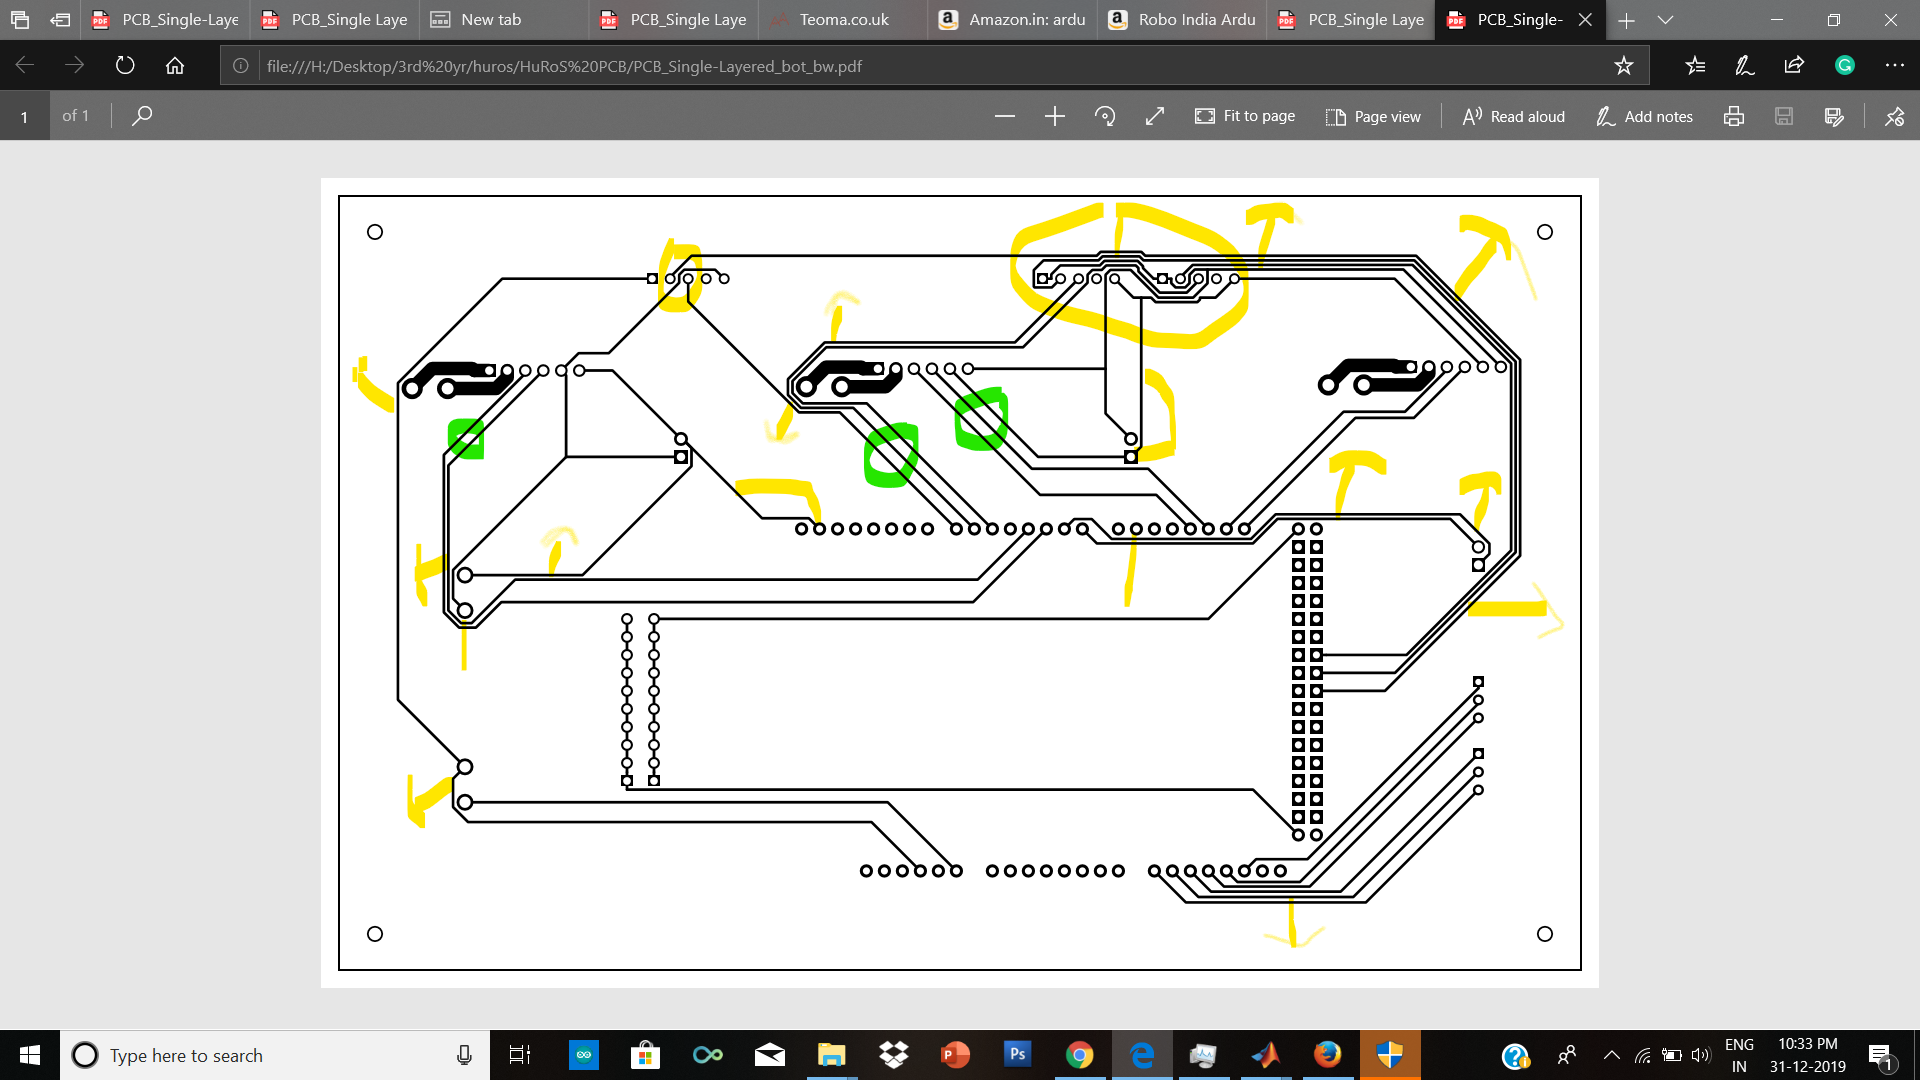 PCB_Single-Laye
PCB_Single Laye
New tab
PCB_Single Laye
Teoma.co.uk
Amazon.in: ardu
Robo India Ardu
PCB_Single Laye
PCB_Single-
file:///H:/Desktop/3rd%20yr/huros/HuRoS%20PCB/PCB_Single-Layered_bot_bw.pdf
1 of 1
Fit to page
Page view
Read aloud
Add notes
Type here to search
ENG
IN
10:33 PM
31-12-2019
1